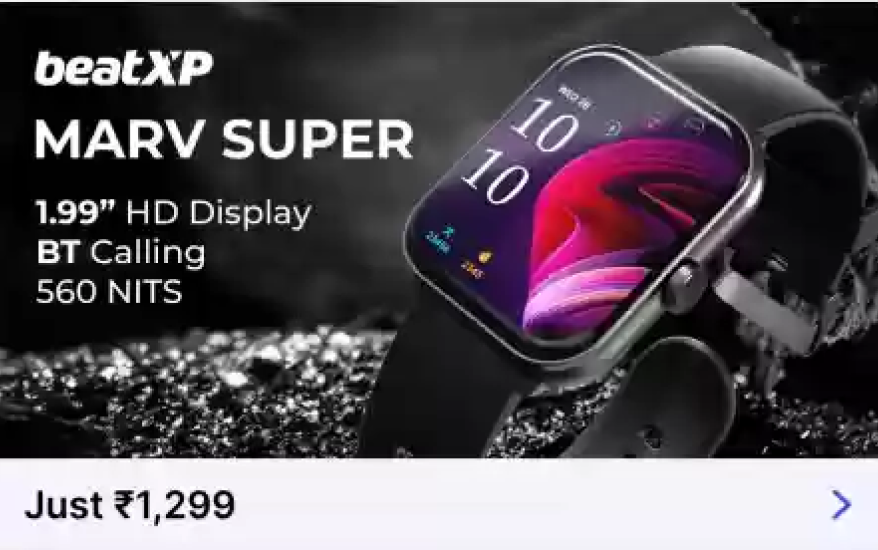 beatXP
MARV SUPER
1.99” HD Display
BT Calling
560 NITS
10
10
Just ₹1,299